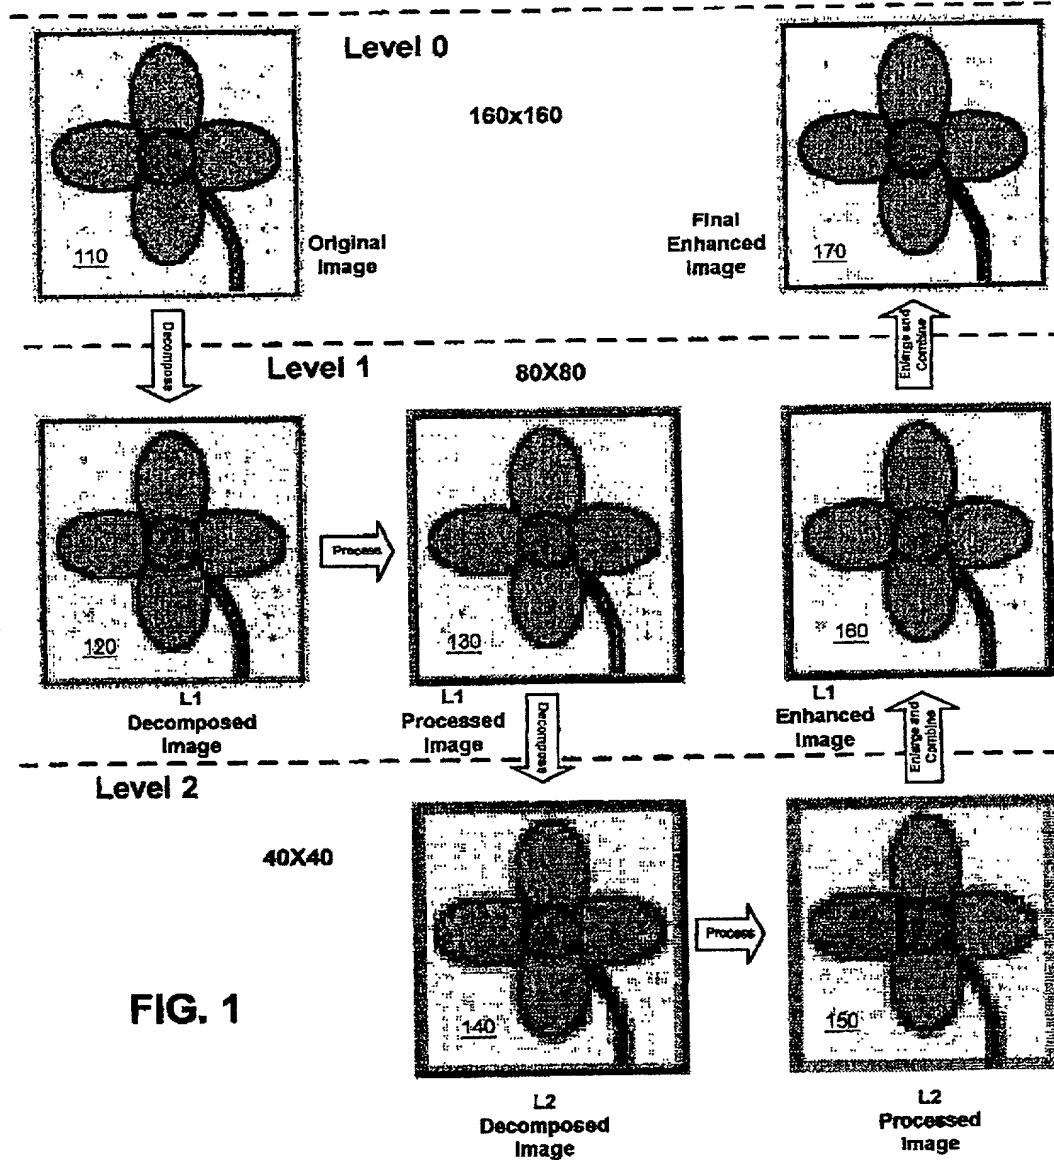 Level 0
160x160
Original
Image
110
Final
Enhanced
Image
170
Decompose
Enlarge and
Combine
Level 1
80X80
120
L1
Decomposed
Image
Process
130
L1
Processed
Image
160
L1
Enhanced
Image
Decompose
Enlarge and
Combine
Level 2
40X40
140
L2
Decomposed
Image
Process
150
L2
Processed
Image
FIG. 1